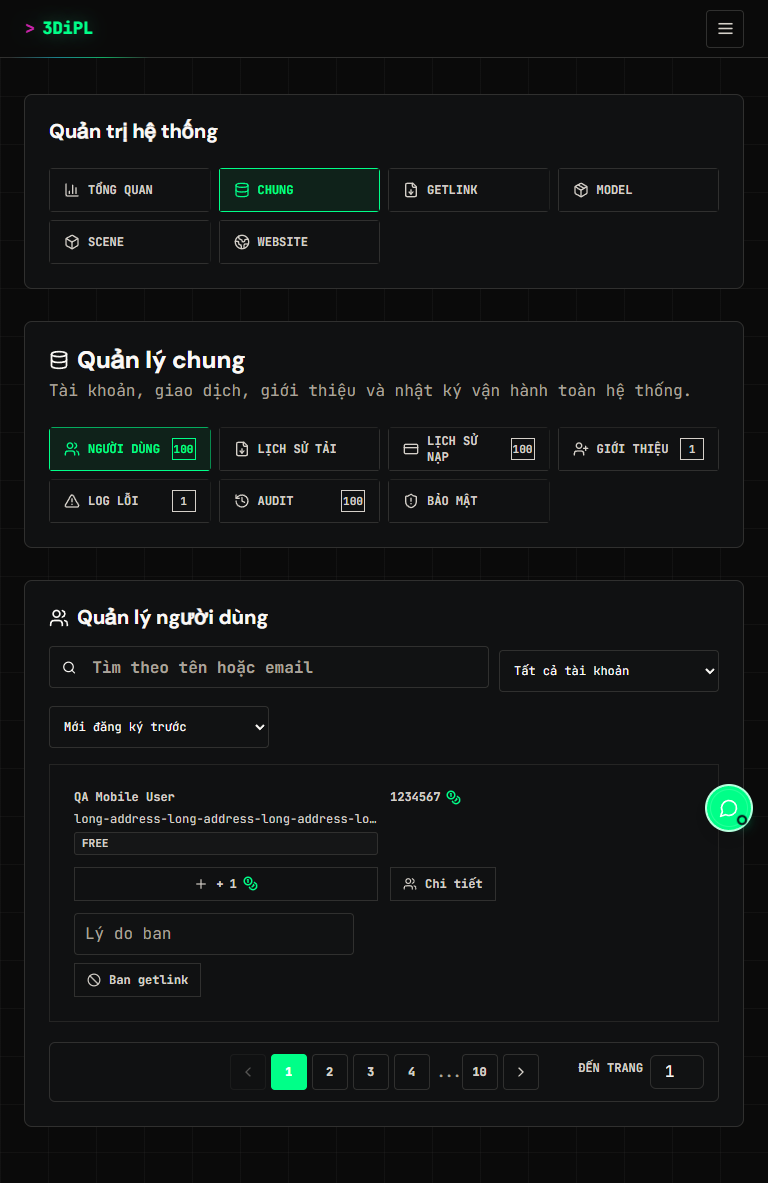 > 3DiPL
Quản trị hệ thống
TỔNG QUAN
CHUNG
GETLINK
MODEL
SCENE
WEBSITE
Quản lý chung
Tài khoản, giao dịch, giới thiệu và nhật ký vận hành toàn hệ thống.
NGƯỜI DÙNG 100
LỊCH SỬ TẢI
LỊCH SỬ
NẠP 100
GIỚI THIỆU 1
LOG LỖI 1
AUDIT 100
BẢO MẬT
Quản lý người dùng
Tìm theo tên hoặc email
Tất cả tài khoản
Mới đăng ký trước
QA Mobile User
1234567
long-address-long-address-long-address-lo…
FREE
+ + 1
Chi tiết
Lý do ban
Ban getlink
1 2 3 4 ... 10
ĐẾN TRANG 1